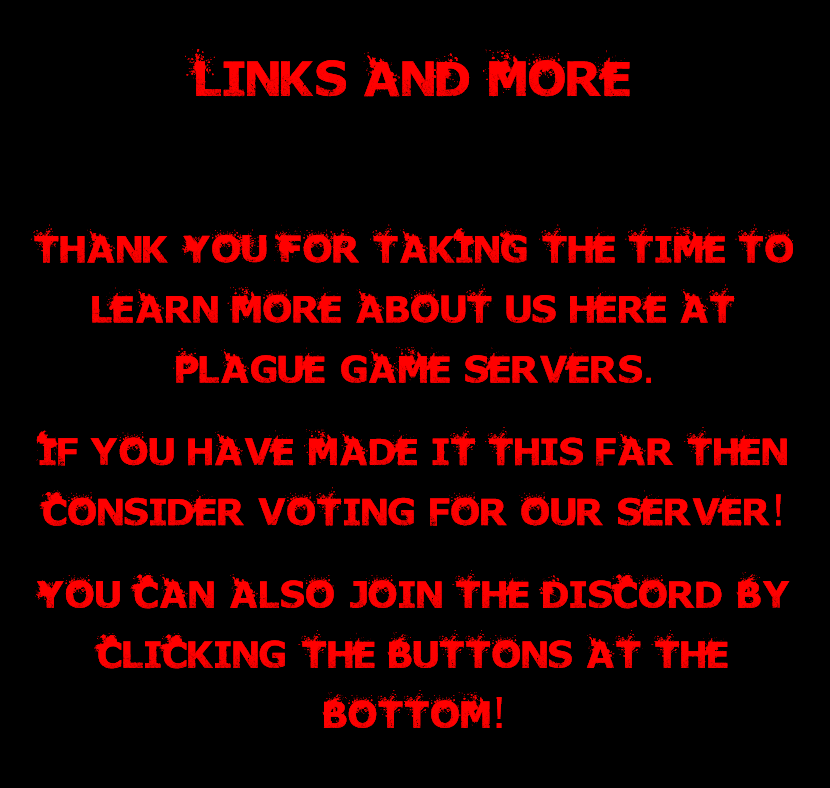 LINKS AND MORE
THANK YOU FOR TAKING THE TIME TO
LEARN MORE ABOUT US HERE AT
PLAGUE GAME SERVERS.
IF YOU HAVE MADE IT THIS FAR THEN
CONSIDER VOTING FOR OUR SERVER!
YOU CAN ALSO JOIN THE DISCORD BY
CLICKING THE BUTTONS AT THE
BOTTOM!